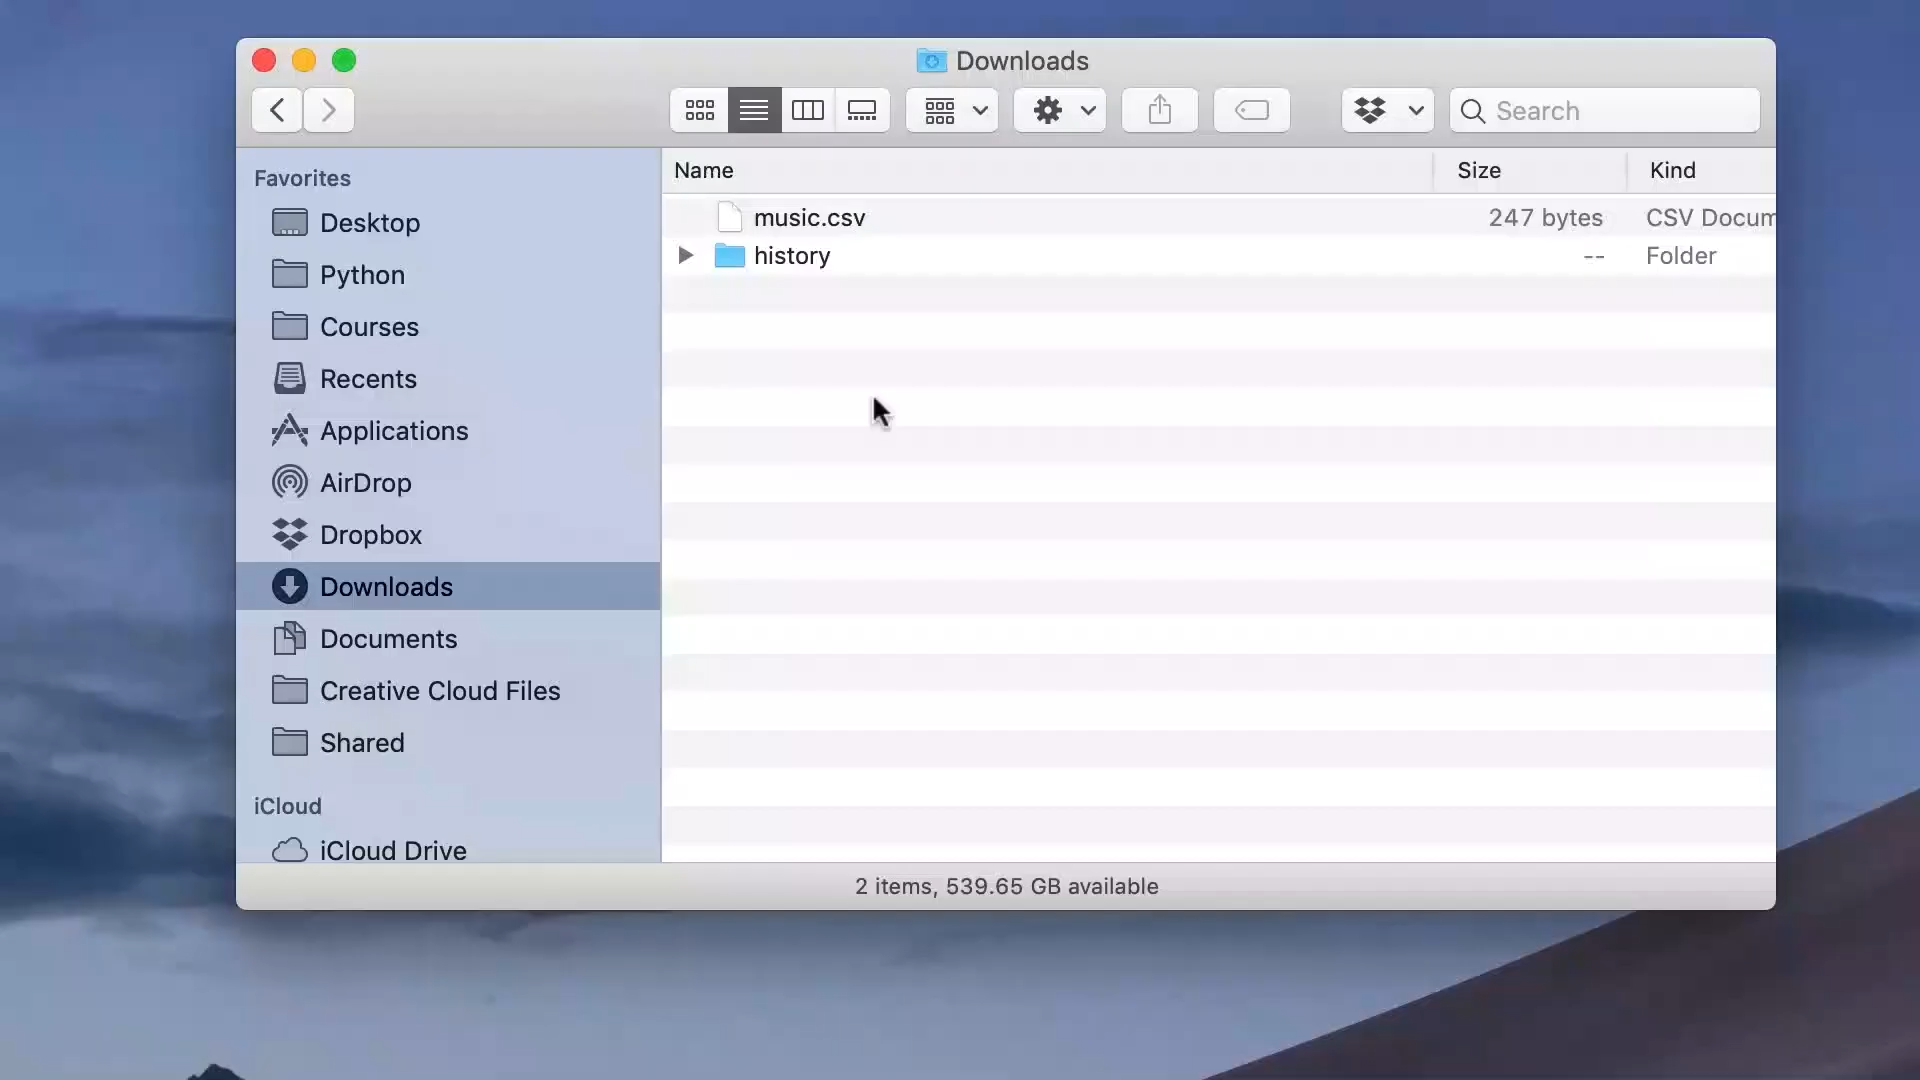 Downloads
Search
Favorites
Desktop
Python
Courses
Recents
Applications
AirDrop
Dropbox
Downloads
Documents
Creative Cloud Files
Shared
iCloud
iCloud Drive
Name Size Kind
music.csv 247 bytes CSV Docum
history -- Folder
2 items, 539.65 GB available